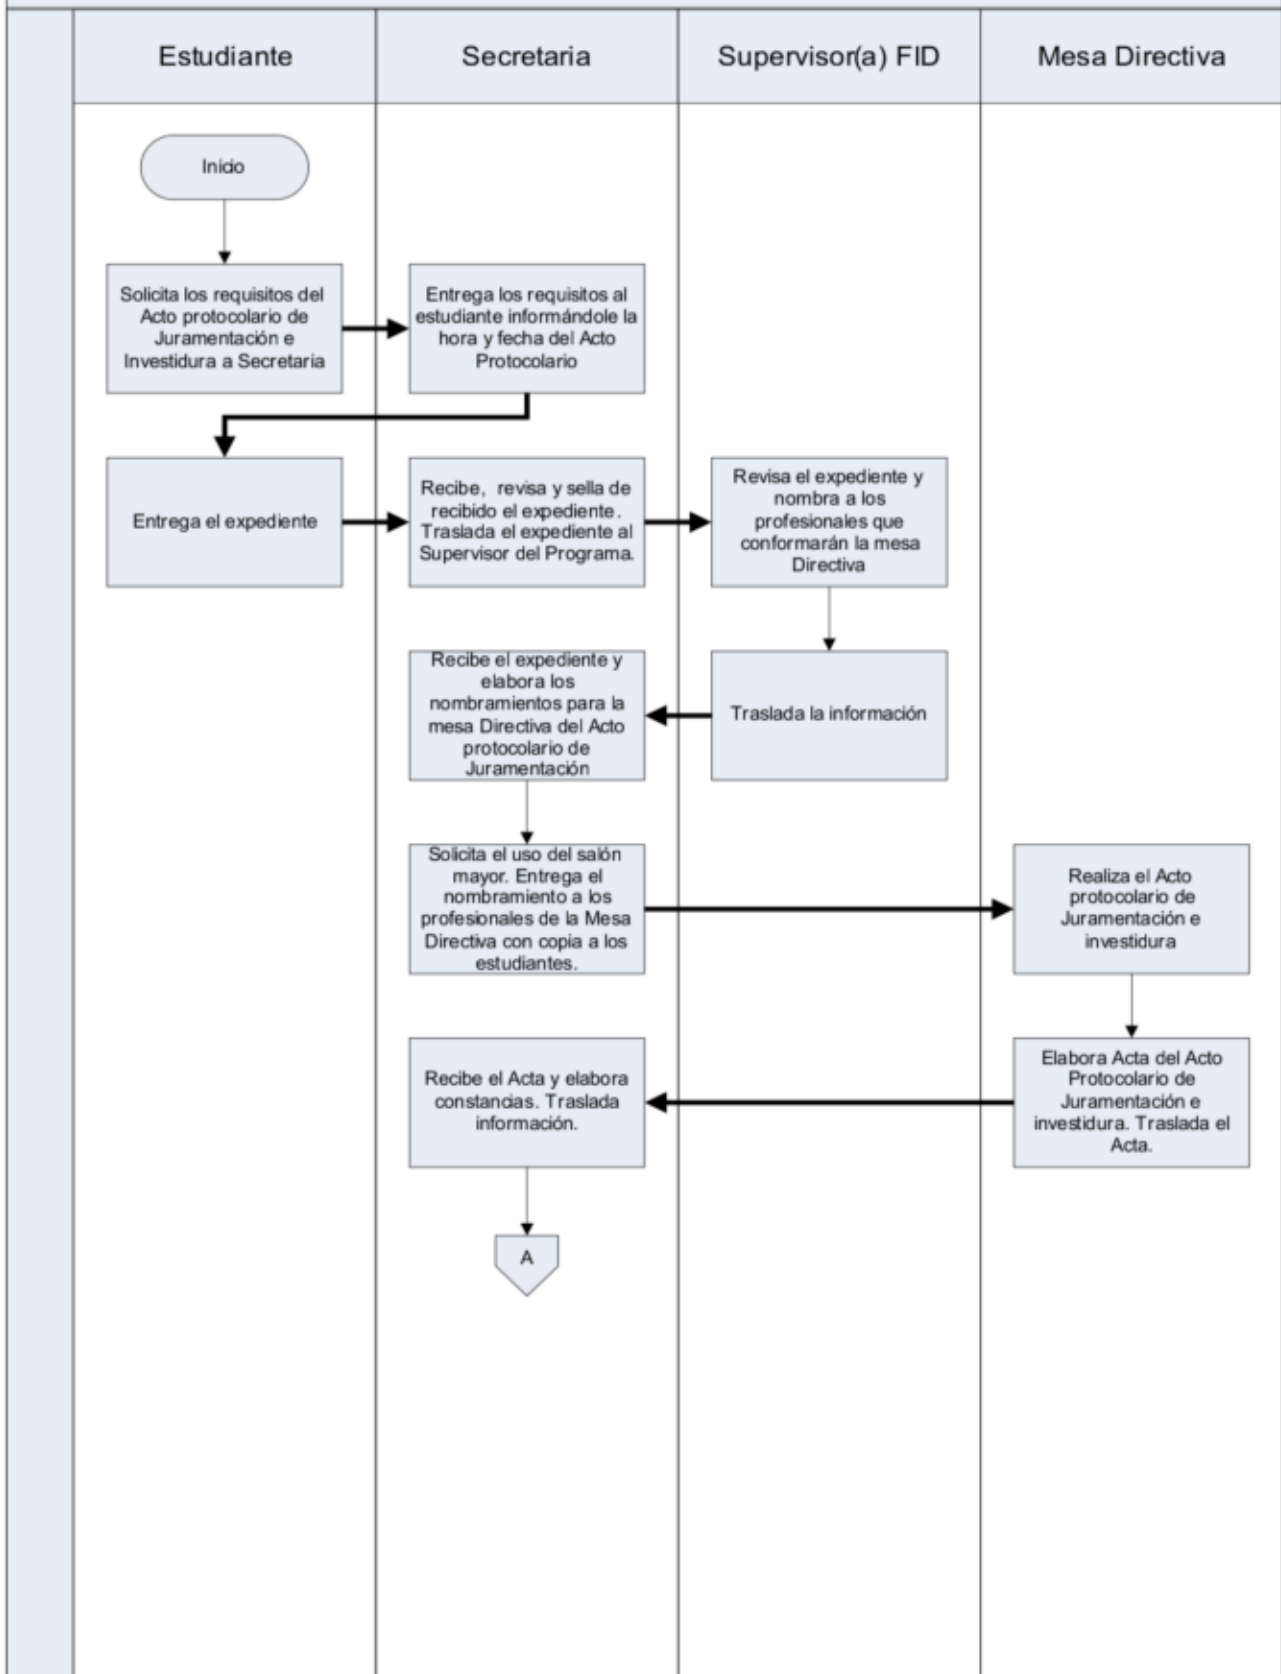 Estudiante
Secretaria
Supervisor(a) FID
Mesa Directiva
Inicio
Solicita los requisitos del
Acto protocolario de
Juramentación e
Investidura a Secretaria
Entrega los requisitos al
estudiante informándole la
hora y fecha del Acto
Protocolario
Entrega el expediente
Recibe, revisa y sella de
recibido el expediente.
Traslada el expediente al
Supervisor del Programa.
Revisa el expediente y
nombra a los
profesionales que
conformarán la mesa
Directiva
Recibe el expediente y
elabora los
nombramientos para la
mesa Directiva del Acto
protocolario de
Juramentación
Traslada la información
Solicita el uso del salón
mayor. Entrega el
nombramiento a los
profesionales de la Mesa
Directiva con copia a los
estudiantes.
Realiza el Acto
protocolario de
Juramentación e
investidura
Recibe el Acta y elabora
constancias. Traslada
información.
Elabora Acta del Acto
Protocolario de
Juramentación e
investidura. Traslada el
Acta.
A